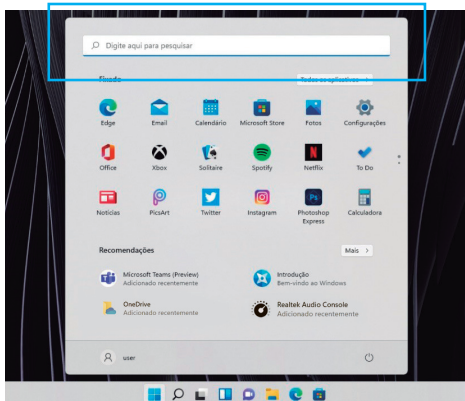 Digite aqui para pesquisar
Fixado
Todos os aplicativos >
Edge
Email
Calendário
Microsoft Store
Fotos
Configurações
Office
Xbox
Solitaire
Spotify
Netflix
To Do
Notícias
PicsArt
Twitter
Instagram
Photoshop
Express
Calculadora
Recomendações
Mais >
Microsoft Teams (Preview)
Adicionado recentemente
Introdução
Bem-vindo ao Windows
OneDrive
Adicionado recentemente
Realtek Audio Console
Adicionado recentemente
user